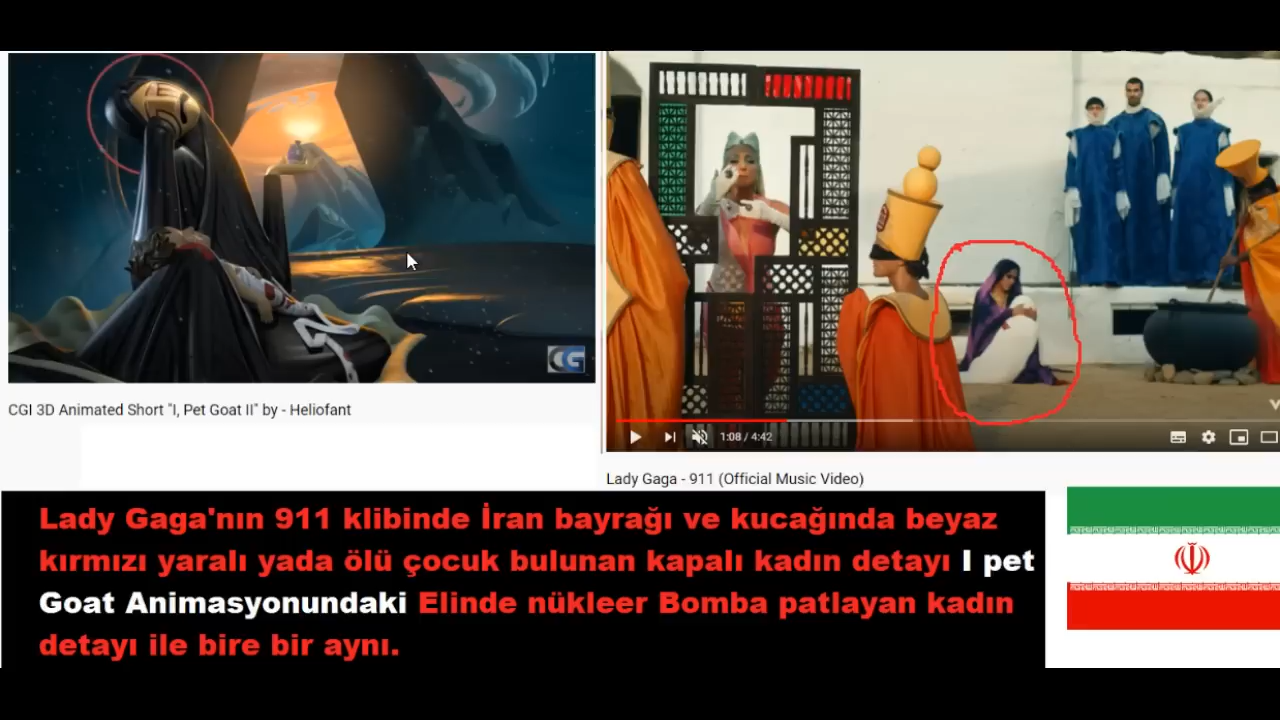 CG
CGI 3D Animated Short "I, Pet Goat II" by - Heliofant
1:08 / 4:42
Lady Gaga - 911 (Official Music Video)
Lady Gaga'nın 911 klibinde İran bayrağı ve kucağında beyaz
kırmızı yaralı yada ölü çocuk bulunan kapalı kadın detayı I pet
Goat Animasyonundaki Elinde nükleer Bomba patlayan kadın
detayı ile bire bir aynı.